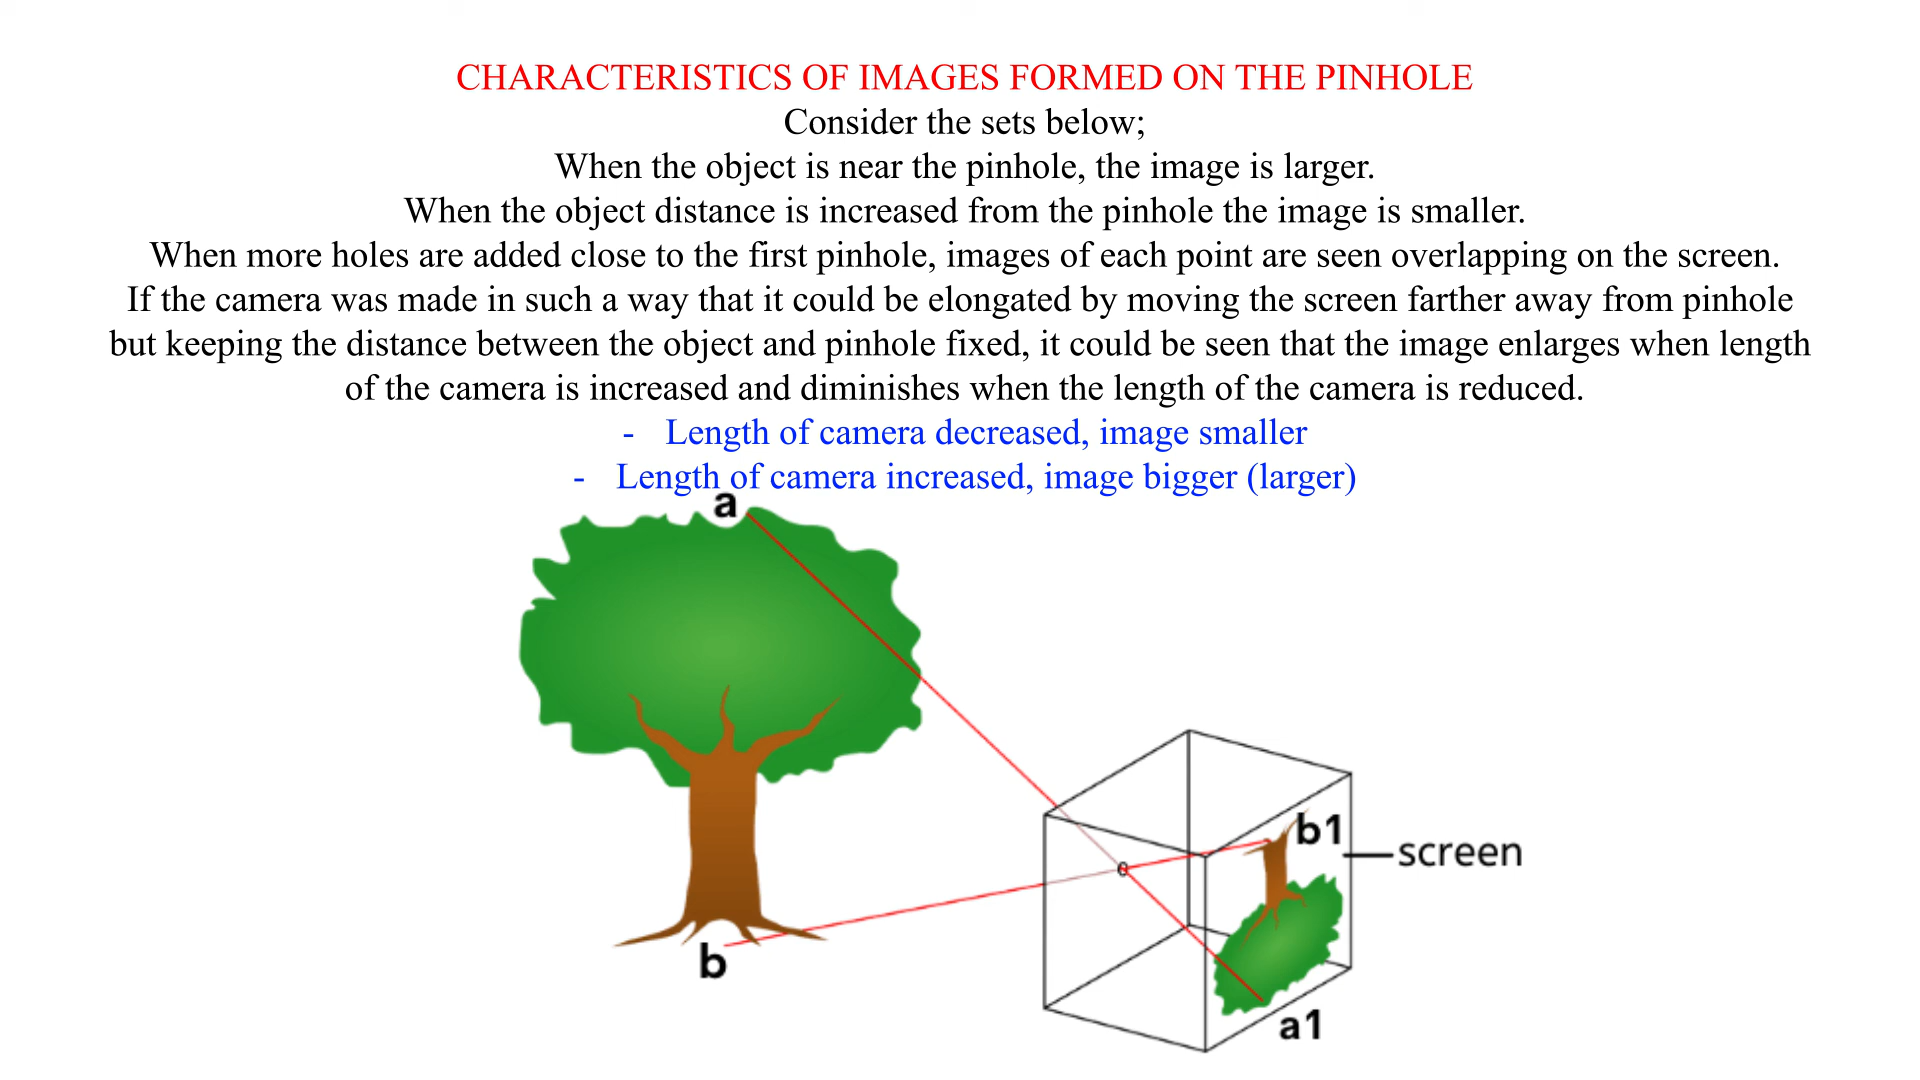 CHARACTERISTICS OF IMAGES FORMED ON THE PINHOLE
Consider the sets below;
When the object is near the pinhole, the image is larger.
When the object distance is increased from the pinhole the image is smaller.
When more holes are added close to the first pinhole, images of each point are seen overlapping on the screen.
If the camera was made in such a way that it could be elongated by moving the screen farther away from pinhole
but keeping the distance between the object and pinhole fixed, it could be seen that the image enlarges when length
of the camera is increased and diminishes when the length of the camera is reduced.
- Length of camera decreased, image smaller
- Length of camera increased, image bigger (larger)
a
b1
screen
b
a1